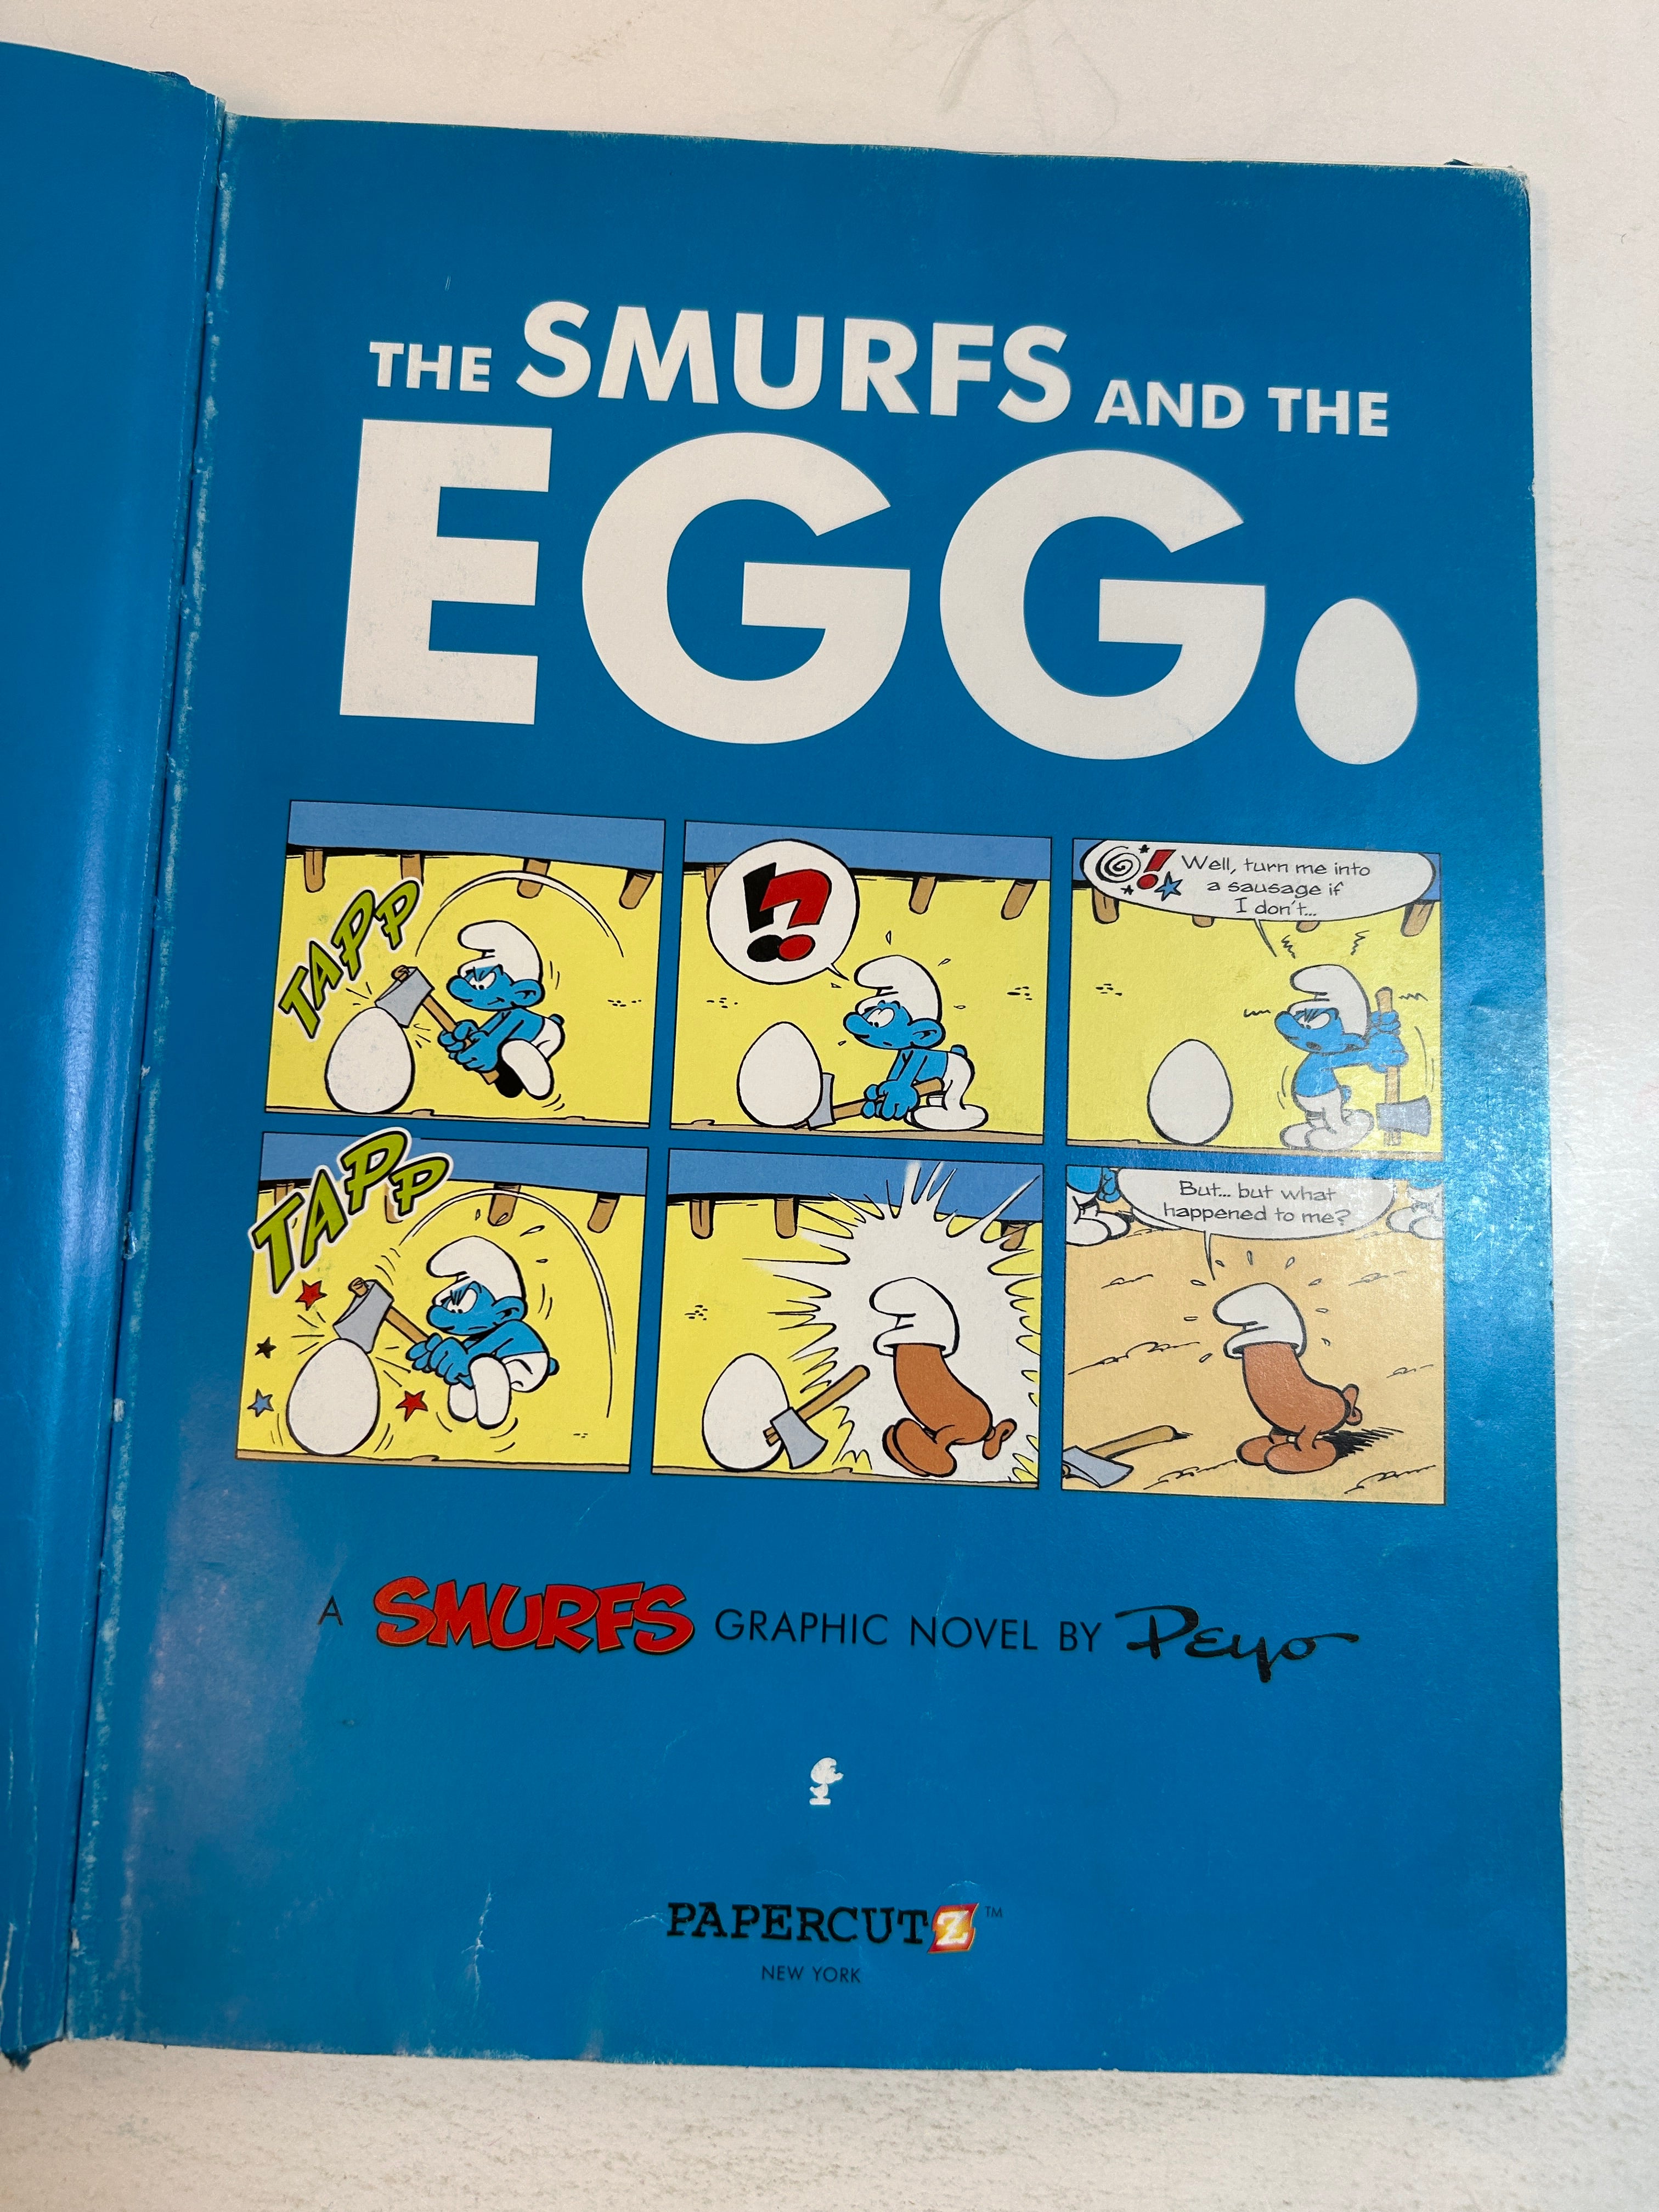 THE SMURFS AND THE
EGG.
TAPP
!?
! Well, turn me into
a sausage if
I don't...
TAPP
But... but what
happened to me?
A SMURFS GRAPHIC NOVEL BY Peyo
PAPERCUTZ™
NEW YORK